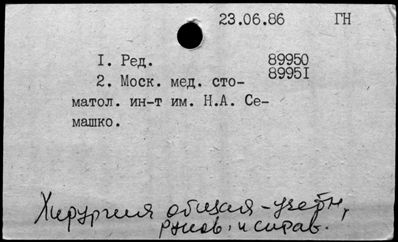 23.06.86 ГН
1. Ред. 89950
2. Моск. мед. сто- 89951
матол. ин-т им. Н.А. Се-
машко.
Хирургия общая -
руков. и справ.